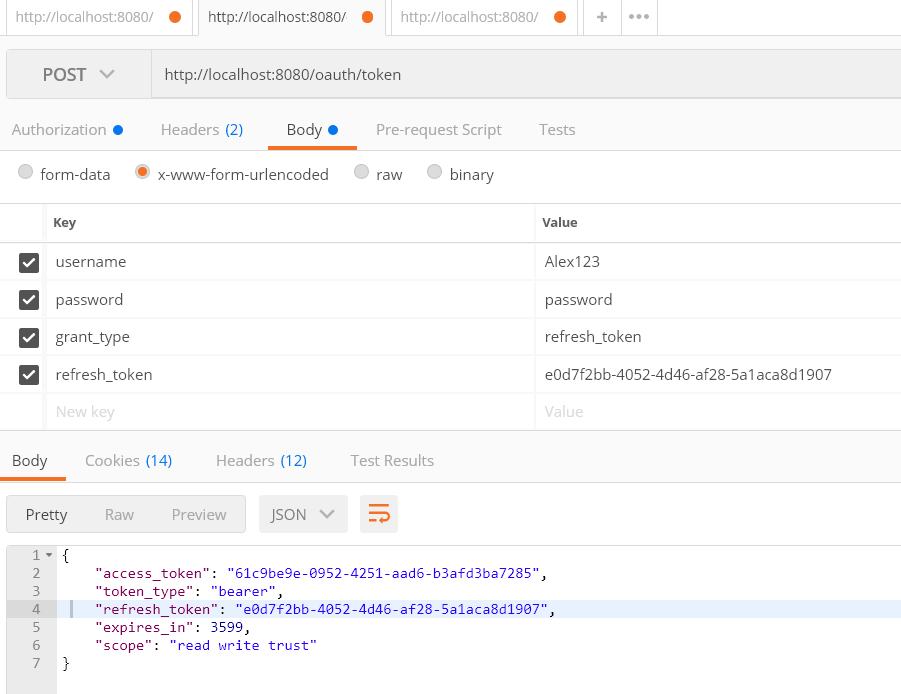 http://localhost:8080/ http://localhost:8080/ http://localhost:8080/ + •••
POST http://localhost:8080/oauth/token
Authorization Headers (2) Body Pre-request Script Tests
form-data x-www-form-urlencoded raw binary
Key Value
username Alex123
password password
grant_type refresh_token
refresh_token e0d7f2bb-4052-4d46-af28-5a1aca8d1907
New key Value
Body Cookies (14) Headers (12) Test Results
Pretty Raw Preview JSON
1 {
2 "access_token": "61c9be9e-0952-4251-aad6-b3afd3ba7285",
3 "token_type": "bearer",
4 "refresh_token": "e0d7f2bb-4052-4d46-af28-5a1aca8d1907",
5 "expires_in": 3599,
6 "scope": "read write trust"
7 }